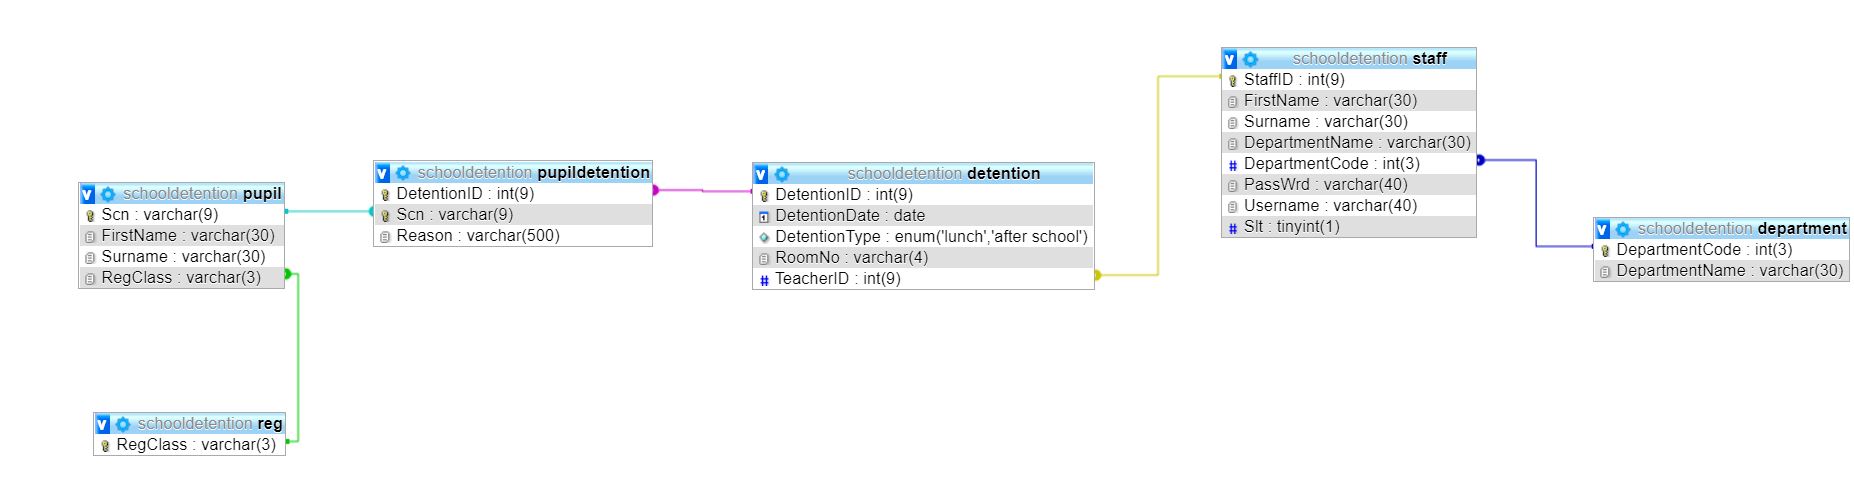 schooldetention pupil
Scn : varchar(9)
FirstName : varchar(30)
Surname : varchar(30)
RegClass : varchar(3)
schooldetention reg
RegClass : varchar(3)
schooldetention pupildetention
DetentionID : int(9)
Scn : varchar(9)
Reason : varchar(500)
schooldetention detention
DetentionID : int(9)
DetentionDate : date
DetentionType : enum('lunch','after school')
RoomNo : varchar(4)
TeacherID : int(9)
schooldetention staff
StaffID : int(9)
FirstName : varchar(30)
Surname : varchar(30)
DepartmentName : varchar(30)
DepartmentCode : int(3)
PassWrd : varchar(40)
Username : varchar(40)
Slt : tinyint(1)
schooldetention department
DepartmentCode : int(3)
DepartmentName : varchar(30)